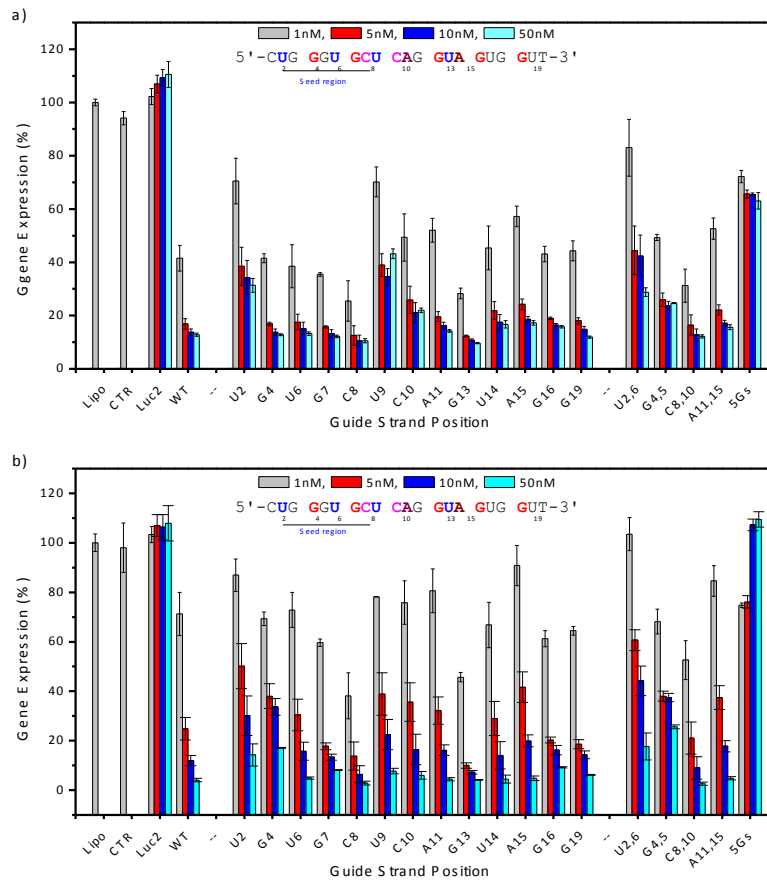 a)
1nM, 5nM, 10nM, 50nM
5'-CUG GGU GCU CAG GUA GUG GUT-3'
2 4 6 8 10 13 15 19
Seed region
Ggene Expression (%)
120
100
80
60
40
20
0
Lipo CTR Luc2 WT -- U2 G4 U6 G7 C8 U9 C10 A11 G13 U14 A15 G16 G19 -- U2,6 G4,5 C8,10 A11,15 5Gs
Guide Strand Position
b)
1nM, 5nM, 10nM, 50nM
5'-CUG GGU GCU CAG GUA GUG GUT-3'
2 4 6 8 10 13 15 19
Seed region
Gene Expression (%)
120
100
80
60
40
20
0
Lipo CTR Luc2 WT -- U2 G4 U6 G7 C8 U9 C10 A11 G13 U14 A15 G16 G19 -- U2,6 G4,5 C8,10 A11,15 5Gs
Guide Strand Position